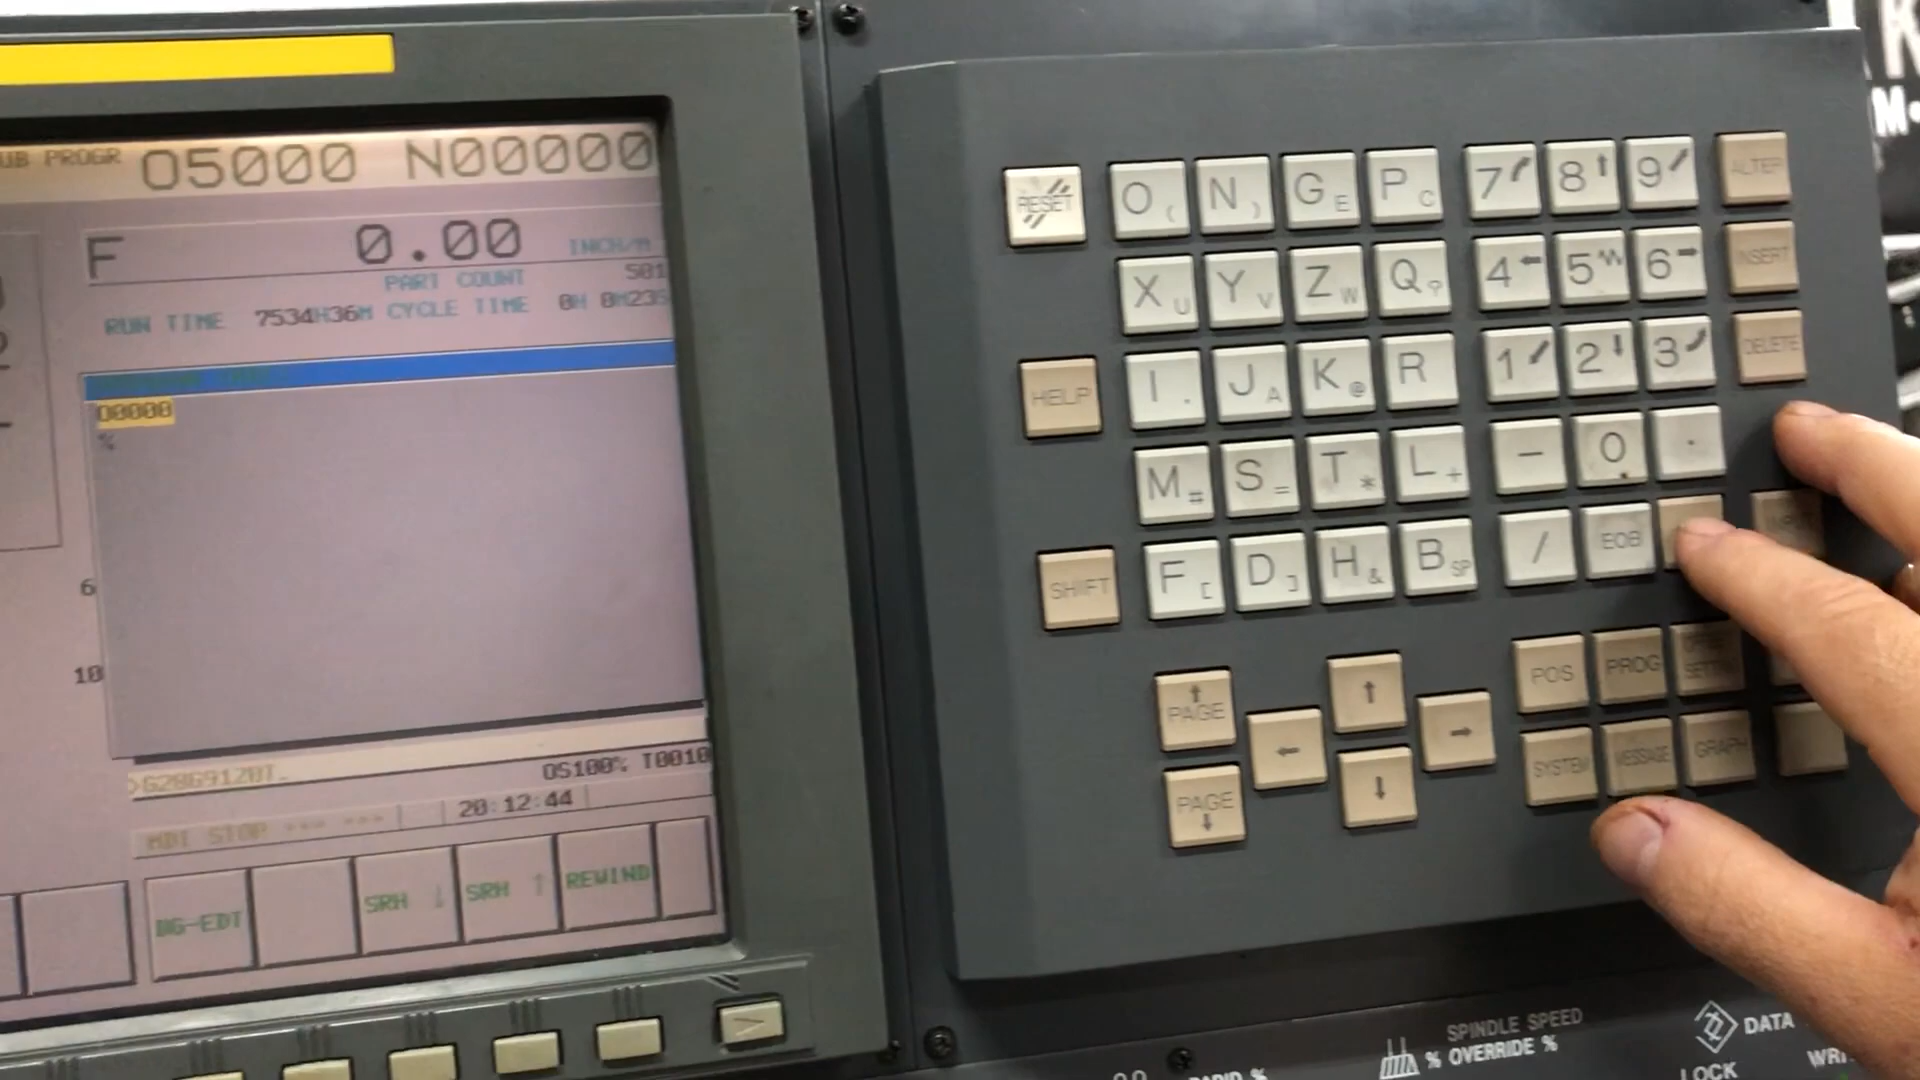 UB PROGR O5000 N00000
F 0.00 INCH/M
PART COUNT 501
RUN TIME 7534H36M CYCLE TIME 0H 0M23S
O0000
%
6
10
>G28G91Z0T_
OS100% T0010
MDI STOP **** *** 20:12:44
BG-EDT SRH ↓ SRH ↑ REWIND
>
RESET O ( N ) G E P C 7 8 9 ALTER
X U Y V Z W Q ? 4 5 6 INSERT
HELP I , J A K @ R 1 2 3 DELETE
M # S = T * L + - 0 .
SHIFT F [ D ] H & B SP / EOB
PAGE ↑ ← ↑ → POS PROG
PAGE ↓ SYSTEM MESSAGE GRAPH
SPINDLE SPEED
% OVERRIDE %
RAPID %
DATA
LOCK
K
M